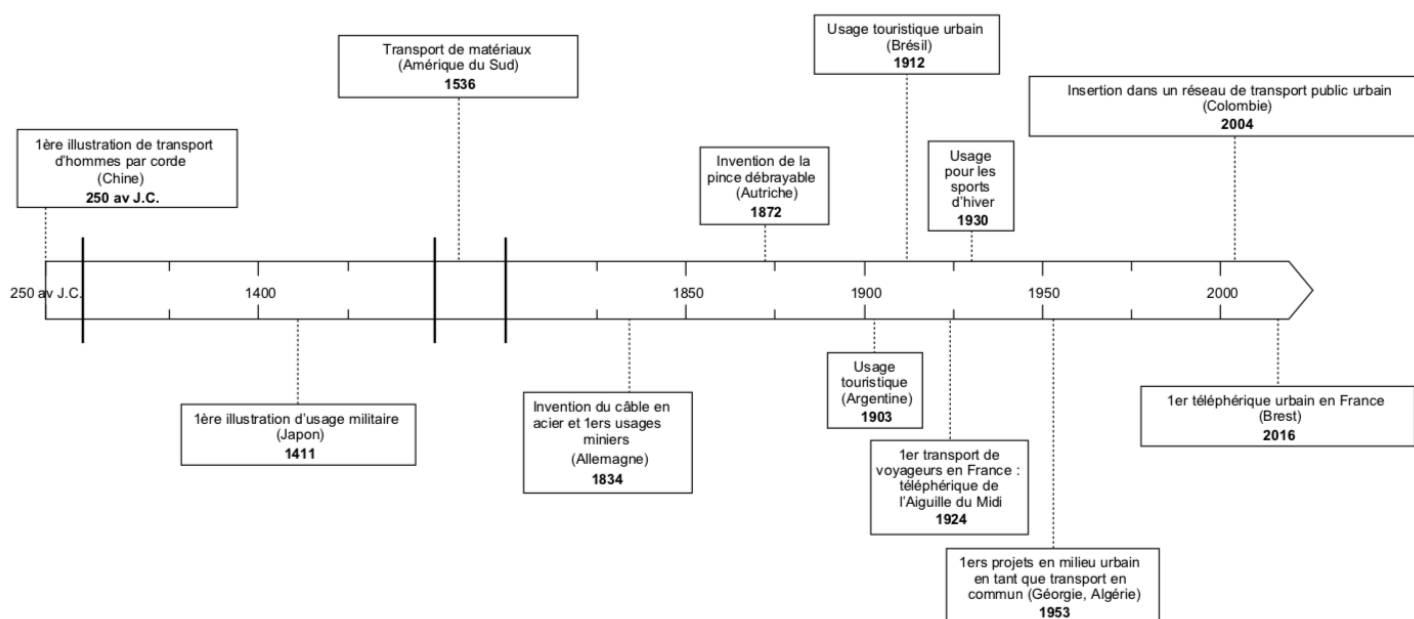 Usage touristique urbain
(Brésil)
1912
Transport de matériaux
(Amérique du Sud)
1536
Insertion dans un réseau de transport public urbain
(Colombie)
2004
1ère illustration de transport
d'hommes par corde
(Chine)
250 av J.C.
Invention de la
pince débrayable
(Autriche)
1872
Usage
pour les
sports
d'hiver
1930
250 av J.C.
1400
1850
1900
1950
2000
1ère illustration d'usage militaire
(Japon)
1411
Invention du câble en
acier et 1ers usages
miniers
(Allemagne)
1834
Usage
touristique
(Argentine)
1903
1er téléphérique urbain en France
(Brest)
2016
1er transport de
voyageurs en France :
téléphérique de
l'Aiguille du Midi
1924
1ers projets en milieu urbain
en tant que transport en
commun (Géorgie, Algérie)
1953